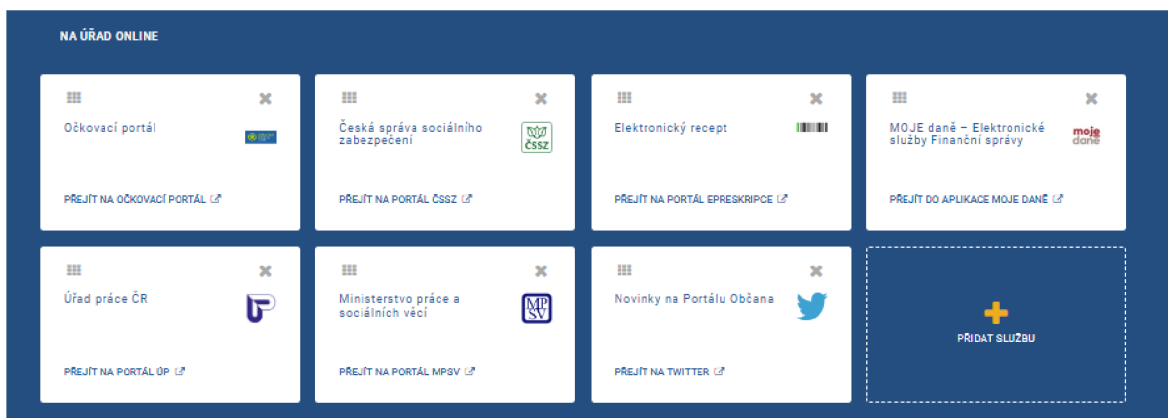 NA ÚŘAD ONLINE
Očkovací portál
PŘEJÍT NA OČKOVACÍ PORTÁL
Česká správa sociálního
zabezpečení
ČSSZ
PŘEJÍT NA PORTÁL ČSSZ
Elektronický recept
PŘEJÍT NA PORTÁL EPRESKRIPCE
MOJE daně – Elektronické
služby Finanční správy
moje
daně
PŘEJÍT DO APLIKACE MOJE DANĚ
Úřad práce ČR
PŘEJÍT NA PORTÁL ÚP
Ministerstvo práce a
sociálních věcí
MP
SV
PŘEJÍT NA PORTÁL MPSV
Novinky na Portálu Občana
PŘEJÍT NA TWITTER
PŘIDAT SLUŽBU